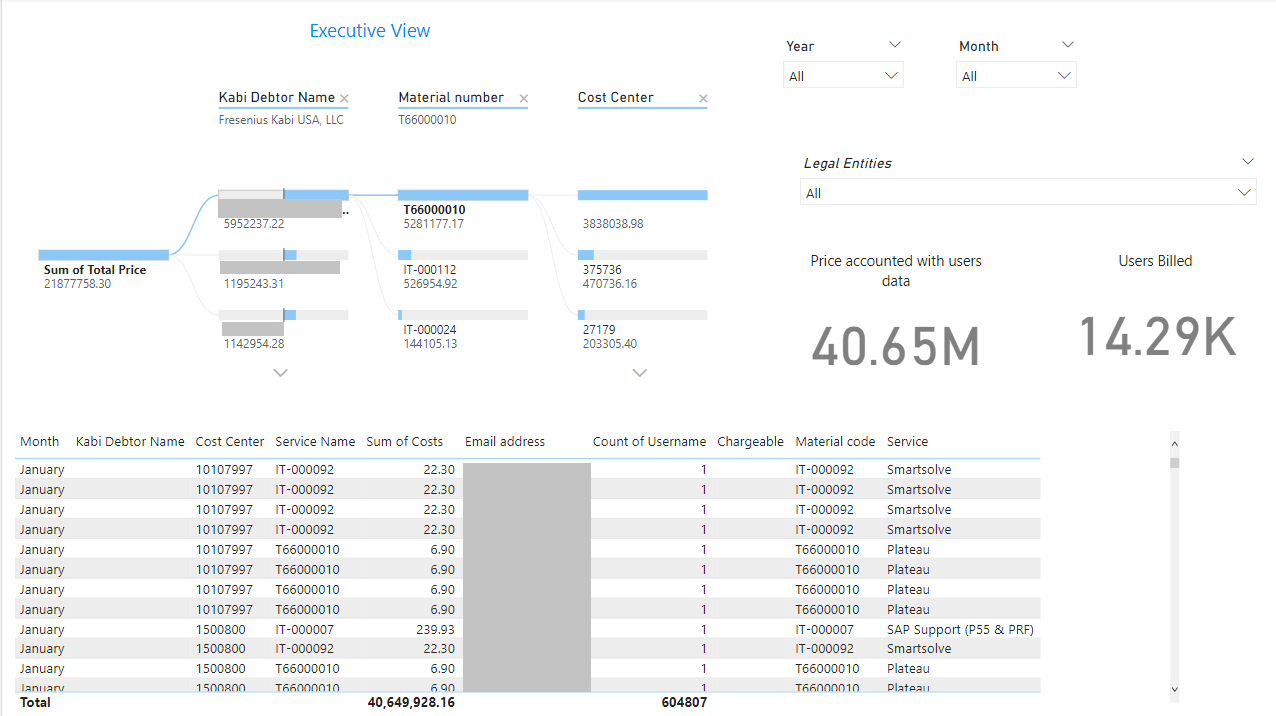 Executive View
Year
Month
All
All
Kabi Debtor Name
Material number
Cost Center
Fresenius Kabi USA, LLC
T66000010
Legal Entities
All
..
5952237.22
T66000010
5281177.17
3838038.98
Sum of Total Price
21877758.30
1195243.31
IT-000112
526954.92
375736
470736.16
1142954.28
IT-000024
144105.13
27179
203305.40
Price accounted with users
data
40.65M
Users Billed
14.29K
Month Kabi Debtor Name Cost Center Service Name Sum of Costs Email address Count of Username Chargeable Material code Service
January 10107997 IT-000092 22.30 1 IT-000092 Smartsolve
January 10107997 IT-000092 22.30 1 IT-000092 Smartsolve
January 10107997 IT-000092 22.30 1 IT-000092 Smartsolve
January 10107997 IT-000092 22.30 1 IT-000092 Smartsolve
January 10107997 T66000010 6.90 1 T66000010 Plateau
January 10107997 T66000010 6.90 1 T66000010 Plateau
January 10107997 T66000010 6.90 1 T66000010 Plateau
January 10107997 T66000010 6.90 1 T66000010 Plateau
January 1500800 IT-000007 239.93 1 IT-000007 SAP Support (P55 & PRF)
January 1500800 IT-000092 22.30 1 IT-000092 Smartsolve
January 1500800 T66000010 6.90 1 T66000010 Plateau
January 1500800 T66000010 6.90 1 T66000010 Plateau
Total 40,649,928.16 604807